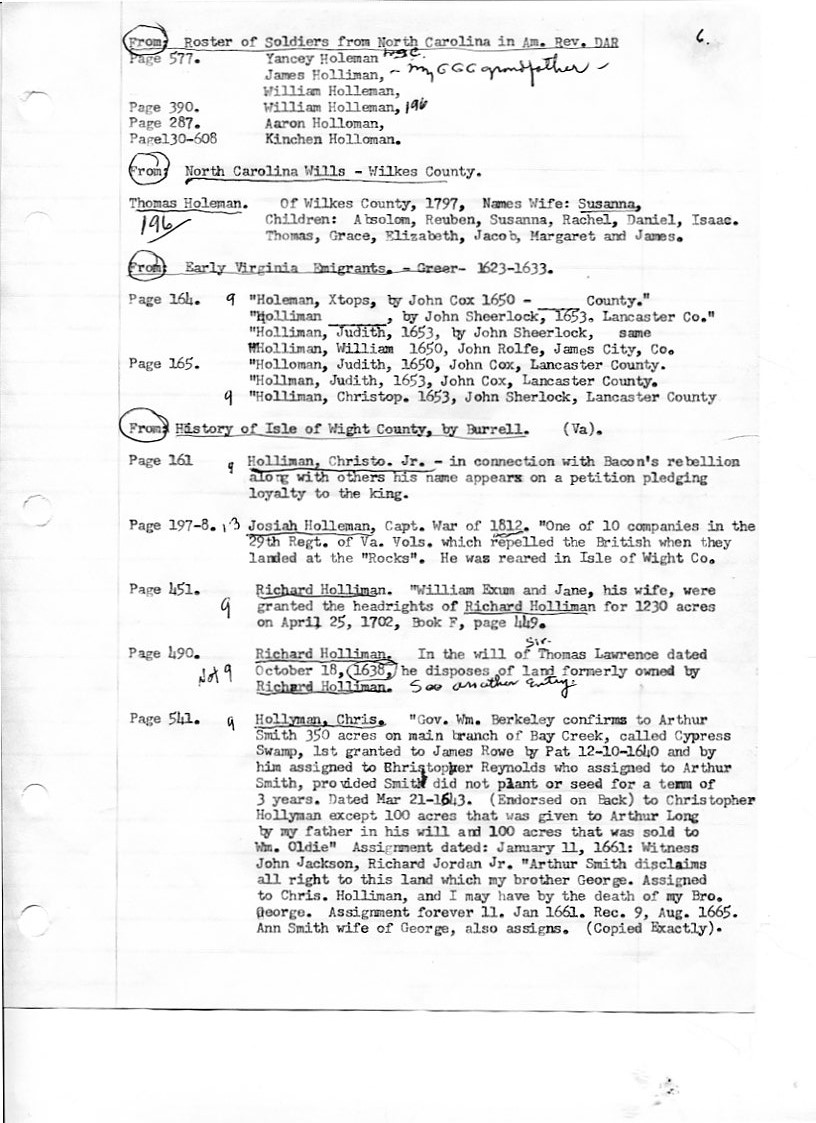 6.
From: Roster of Soldiers from North Carolina in Am. Rev. DAR
Page 577. Yancey Holeman
James Holliman, - my GGG grandfather -
William Holleman,
Page 390. William Holleman, 196
Page 287. Aaron Holloman,
Page130-608 Kinchen Holloman.
From: North Carolina Wills - Wilkes County.
Thomas Holeman. Of Wilkes County, 1797, Names Wife: Susanna,
196 Children: Absolom, Reuben, Susanna, Rachel, Daniel, Isaac.
Thomas, Grace, Elizabeth, Jacob, Margaret and James.
From: Early Virginia Emigrants. - Greer- 1623-1633.
Page 164. 9 "Holeman, Xtops, by John Cox 1650 - _____ County."
"Holliman _______, by John Sheerlock, 1653. Lancaster Co."
"Holliman, Judith, 1653, by John Sheerlock, same
"Holliman, William 1650, John Rolfe, James City, Co.
Page 165. "Holloman, Judith, 1650, John Cox, Lancaster County.
"Hollman, Judith, 1653, John Cox, Lancaster County.
9 "Holliman, Christop. 1653, John Sherlock, Lancaster County
From: History of Isle of Wight County, by Burrell. (Va).
Page 161 9 Holliman, Christo. Jr. - in connection with Bacon's rebellion
along with others his name appears on a petition pledging
loyalty to the king.
Page 197-8. 13 Josiah Holleman, Capt. War of 1812. "One of 10 companies in the
29th Regt. of Va. Vols. which repelled the British when they
landed at the "Rocks". He was reared in Isle of Wight Co.
Page 451. Richard Holliman. "William Exum and Jane, his wife, were
9 granted the headrights of Richard Holliman for 1230 acres
on April 25, 1702, Book F, page 449.
Sir-
Page 490. Richard Holliman. In the will of Thomas Lawrence dated
Not 9 October 18, 1638, he disposes of land formerly owned by
Richard Holliman. See another Entry.
Page 541. 9 Hollyman, Chris. "Gov. Wm. Berkeley confirms to Arthur
Smith 350 acres on main branch of Bay Creek, called Cypress
Swamp, 1st granted to James Rowe by Pat 12-10-1640 and by
him assigned to Christopher Reynolds who assigned to Arthur
Smith, provided Smith did not plant or seed for a term of
3 years. Dated Mar 21-1643. (Endorsed on Back) to Christopher
Hollyman except 100 acres that was given to Arthur Long
by my father in his will and 100 acres that was sold to
Wm. Oldie" Assignment dated: January 11, 1661: Witness
John Jackson, Richard Jordan Jr. "Arthur Smith disclaims
all right to this land which my brother George. Assigned
to Chris. Holliman, and I may have by the death of my Bro.
George. Assignment forever 11. Jan 1661. Rec. 9, Aug. 1665.
Ann Smith wife of George, also assigns. (Copied Exactly).